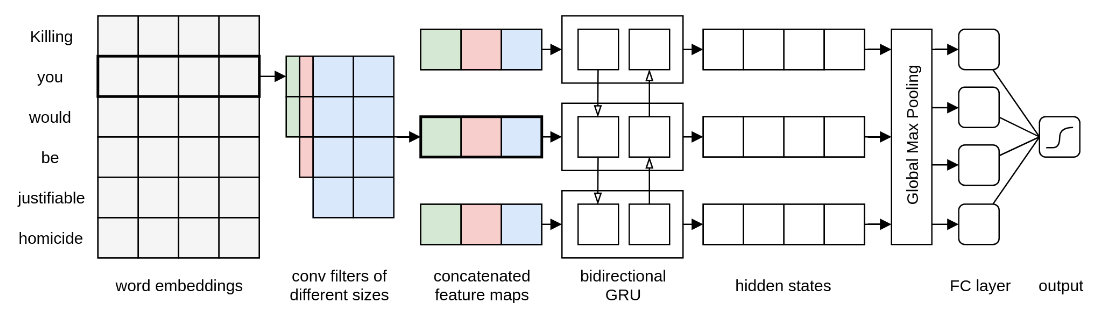 Killing
you
would
be
justifiable
homicide
word embeddings
conv filters of
different sizes
concatenated
feature maps
bidirectional
GRU
hidden states
Global Max Pooling
FC layer
output